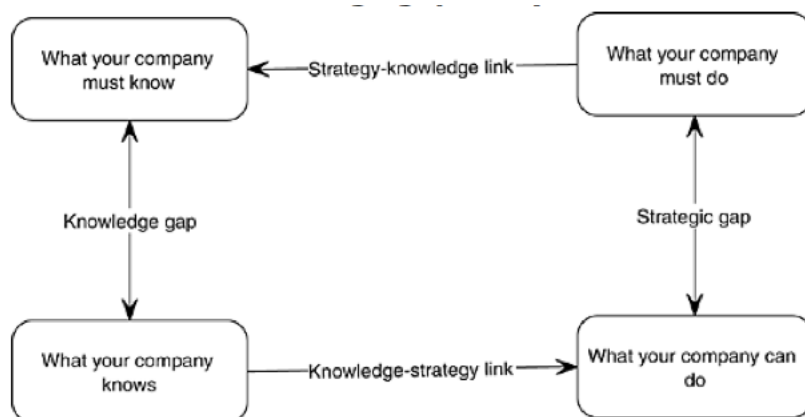 What your company
must know
Strategy-knowledge link
What your company
must do
Knowledge gap
Strategic gap
What your company
knows
Knowledge-strategy link
What your company can
do